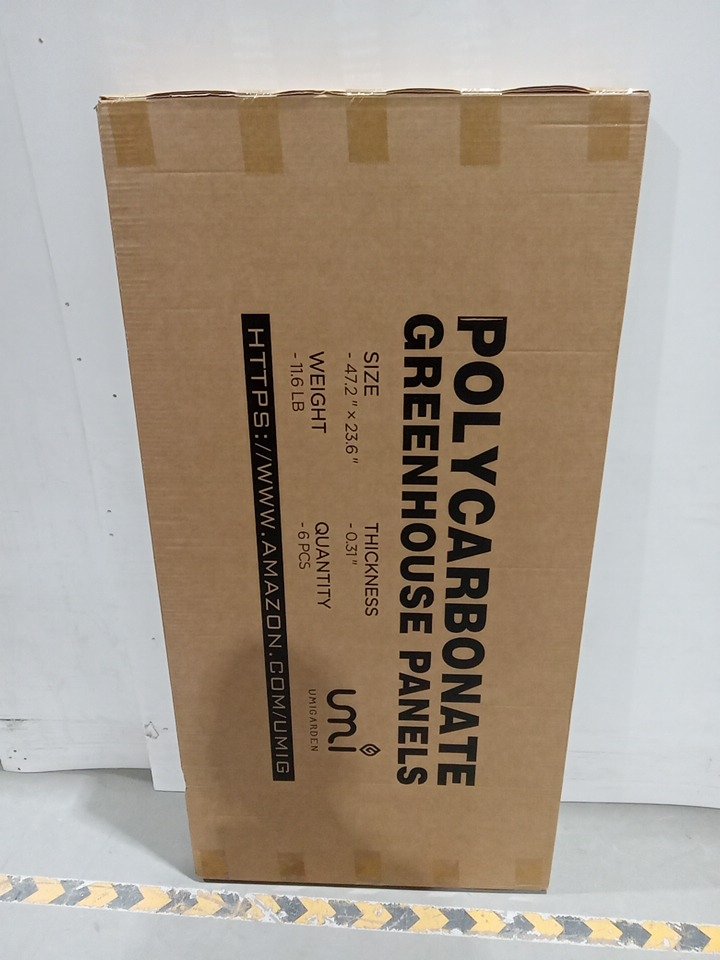 POLYCARBONATE
GREENHOUSE PANELS
SIZE
- 47.2 " × 23.6 "
THICKNESS
- 0.31"
WEIGHT
- 11.6 LB
QUANTITY
- 6 PCS
umi
UMIGARDEN
HTTPS://WWW.AMAZON.COM/UMIG